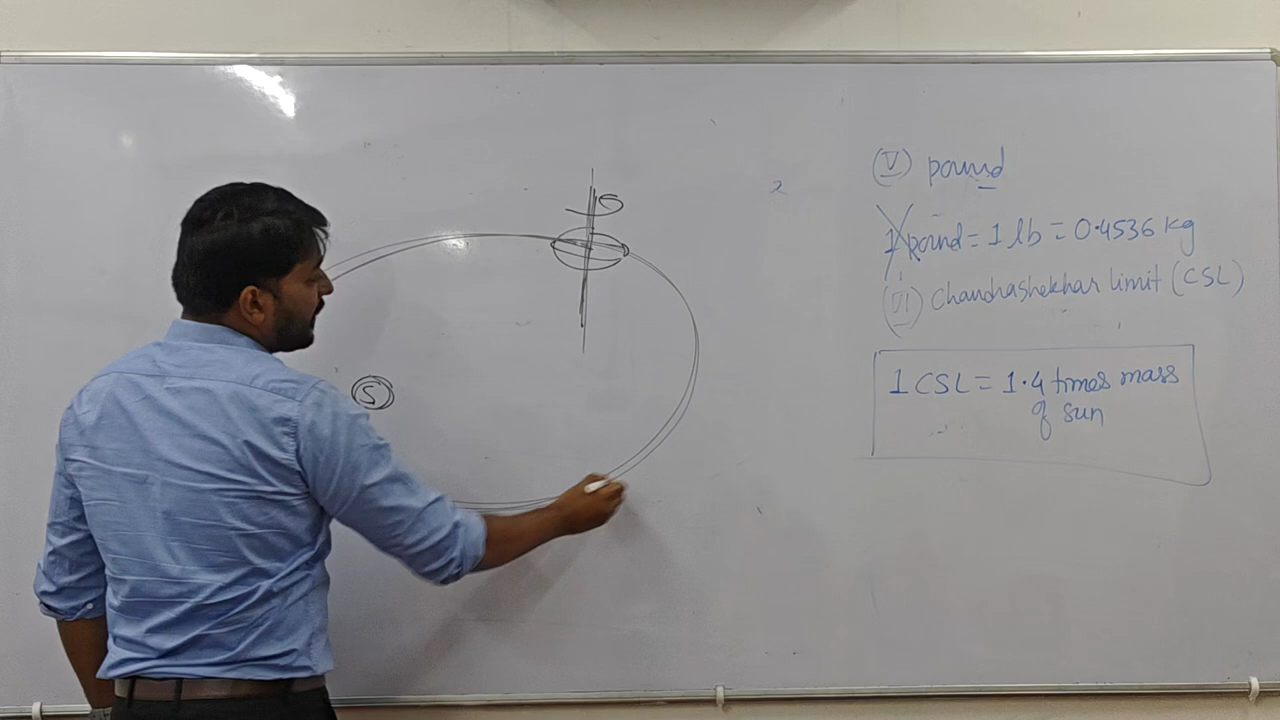 S
(V) pound
1 pound = 1 lb = 0.4536 kg
(VI) Chandrashekhar limit (CSL)
1 CSL = 1.4 times mass
of sun